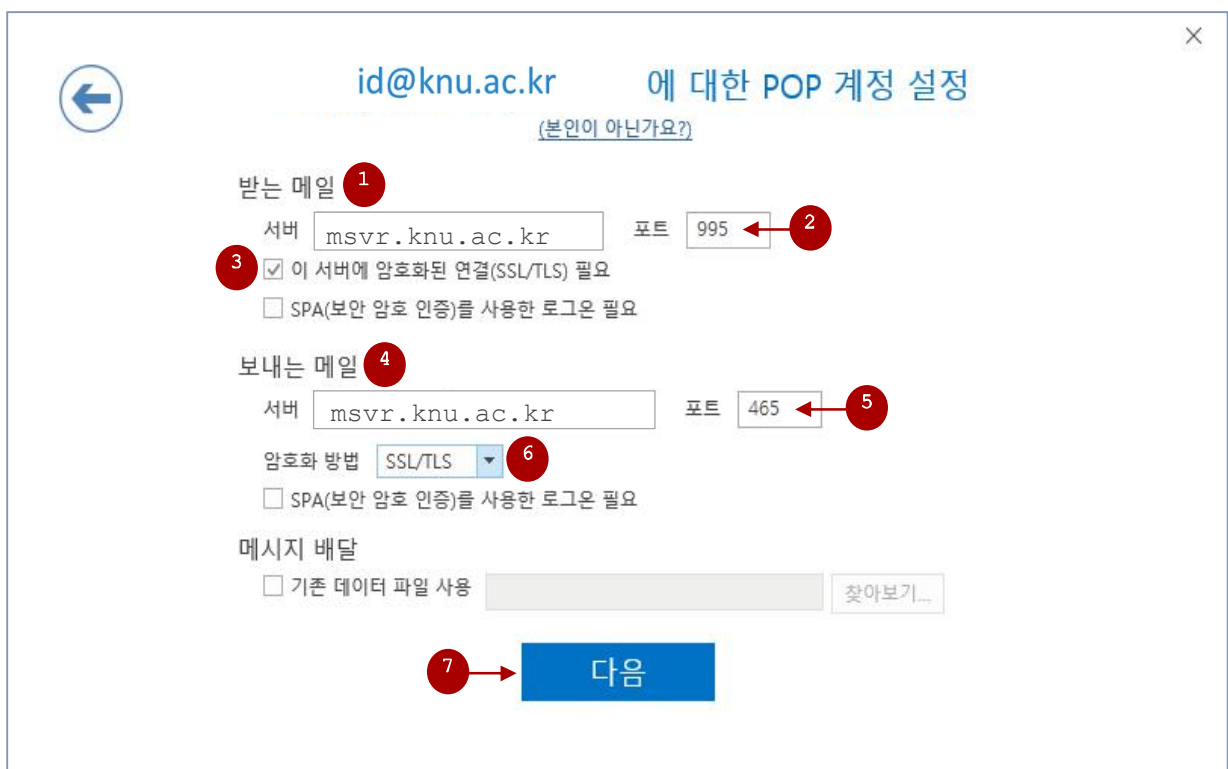 id@knu.ac.kr 에 대한 POP 계정 설정
(본인이 아닌가요?)
받는 메일 1
서버 msvr.knu.ac.kr 포트 995 2
3 이 서버에 암호화된 연결(SSL/TLS) 필요
SPA(보안 암호 인증)를 사용한 로그온 필요
보내는 메일 4
서버 msvr.knu.ac.kr 포트 465 5
암호화 방법 SSL/TLS 6
SPA(보안 암호 인증)를 사용한 로그온 필요
메시지 배달
기존 데이터 파일 사용 찾아보기...
7 다음